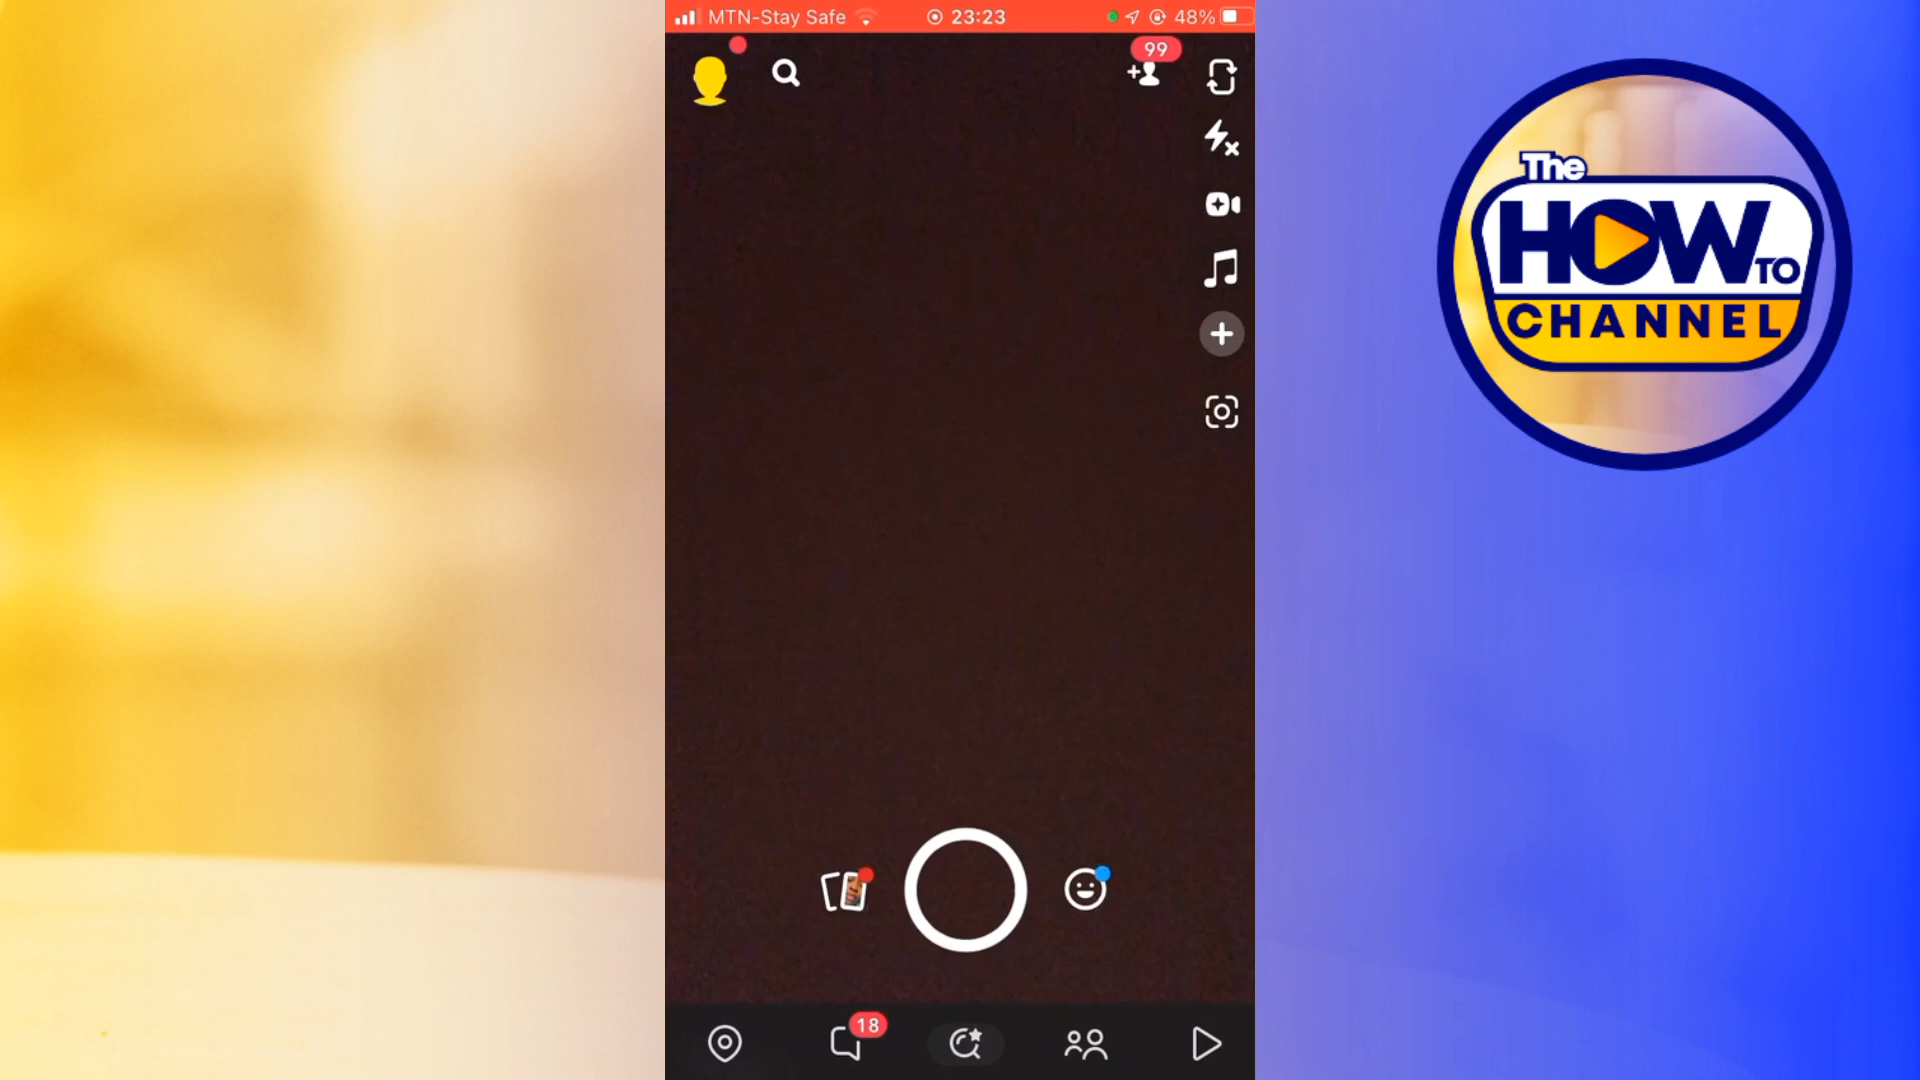 MTN-Stay Safe
23:23
48%
99
The
HOW TO
CHANNEL
18